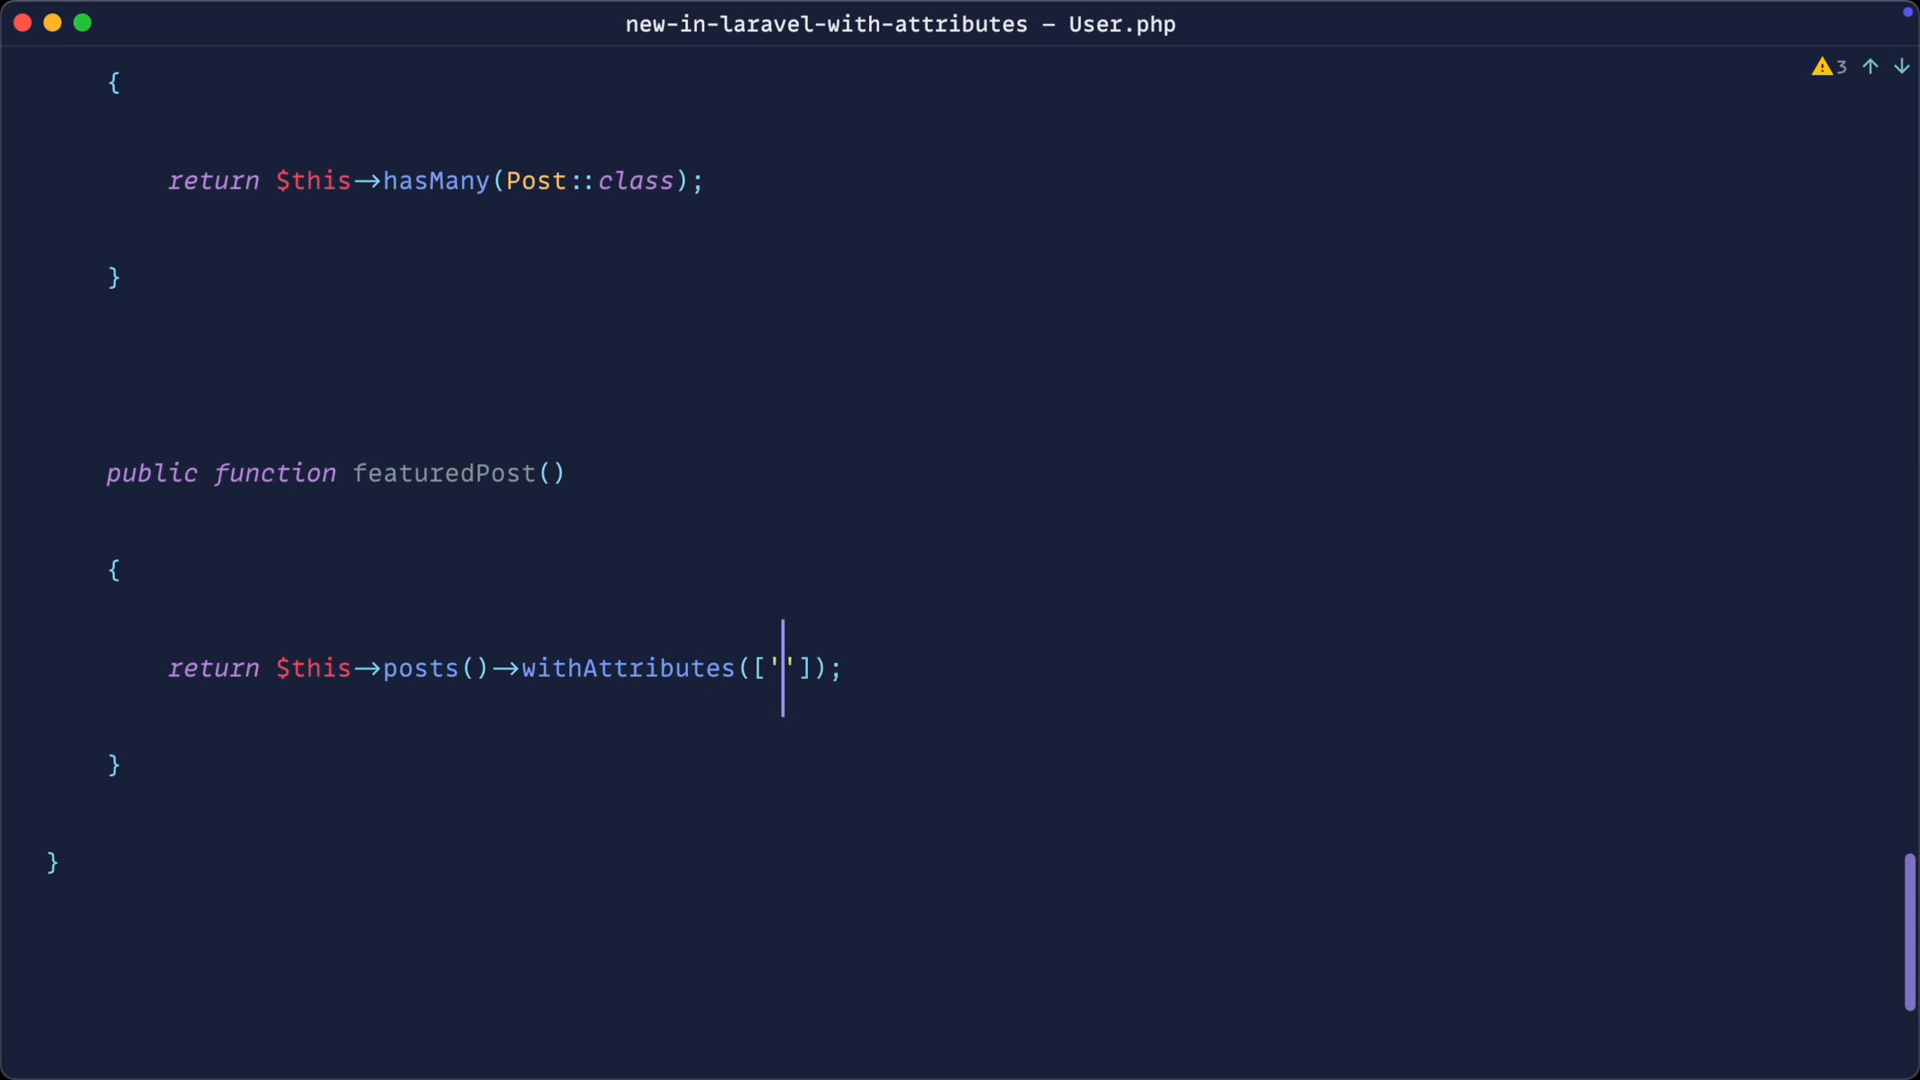 new-in-laravel-with-attributes – User.php
3
{
return $this->hasMany(Post::class);
}
public function featuredPost()
{
return $this->posts()->withAttributes(['']);
}
}